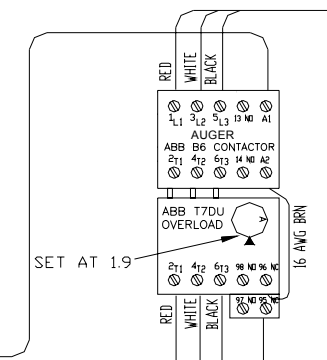 RED
WHITE
BLACK
1L1 3L2 5L3 13 NO A1
AUGER
ABB B6 CONTACTOR
2T1 4T2 6T3 14 NO A2
ABB T7DU
OVERLOAD
A
SET AT 1.9
16 AWG BRN
2T1 4T2 6T3 98 NO 96 NC
97 NO 95 NC
RED
WHITE
BLACK